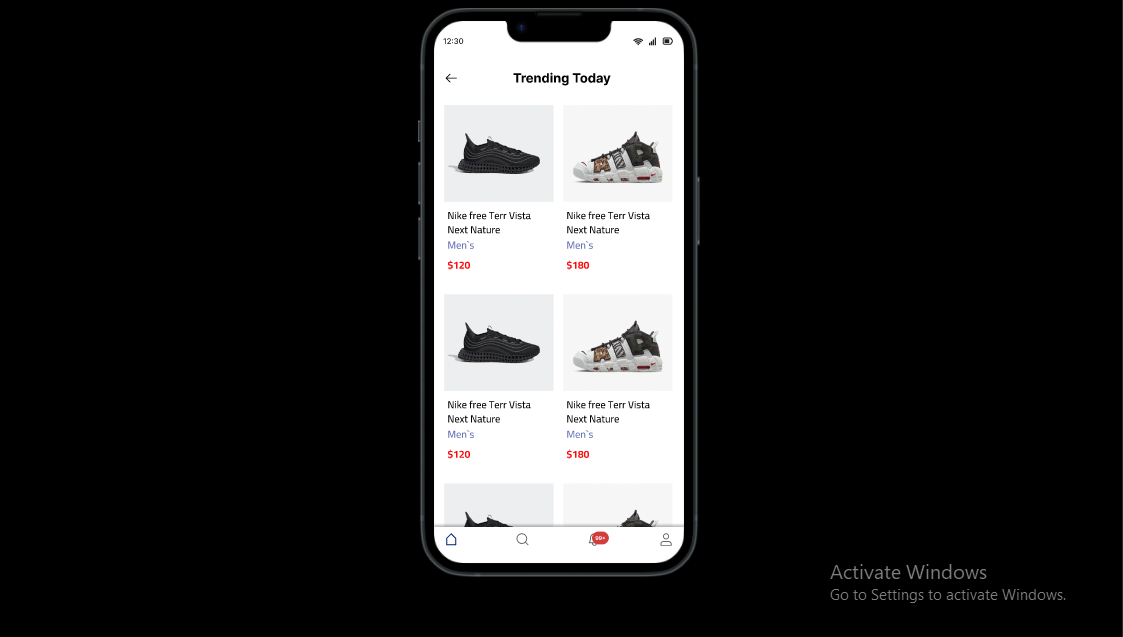 12:30
Trending Today
Nike free Terr Vista
Next Nature
Men`s
$120
Nike free Terr Vista
Next Nature
Men`s
$180
Nike free Terr Vista
Next Nature
Men`s
$120
Nike free Terr Vista
Next Nature
Men`s
$180
99+
Activate Windows
Go to Settings to activate Windows.